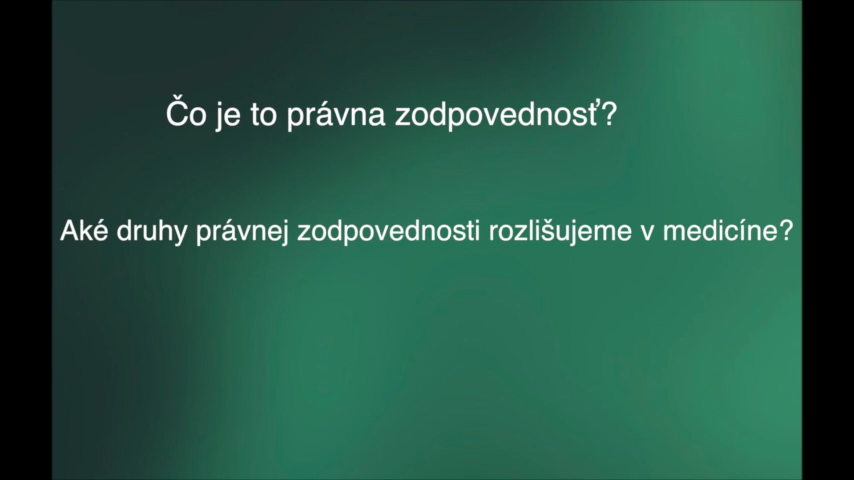 Čo je to právna zodpovednosť?
Aké druhy právnej zodpovednosti rozlišujeme v medicíne?